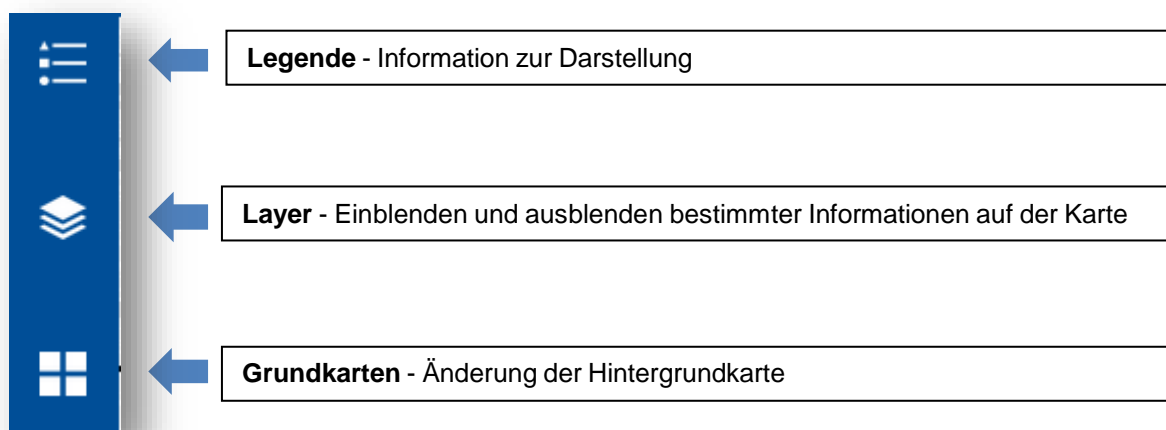 Legende - Information zur Darstellung
Layer - Einblenden und ausblenden bestimmter Informationen auf der Karte
Grundkarten - Änderung der Hintergrundkarte